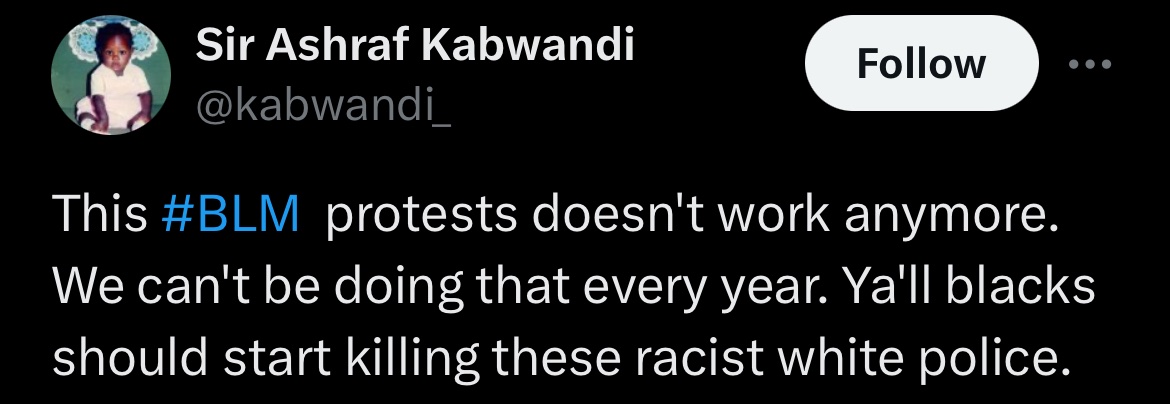 Sir Ashraf Kabwandi
Follow
@kabwandi_
This #BLM protests doesn't work anymore.
We can't be doing that every year. Ya'll blacks
should start killing these racist white police.